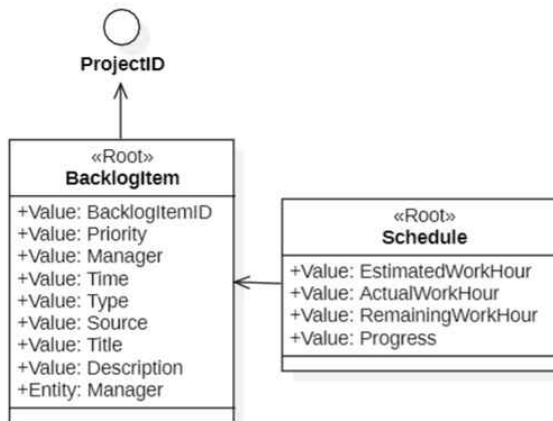 ProjectID
«Root»
BacklogItem
+Value: BacklogItemID
+Value: Priority
+Value: Manager
+Value: Time
+Value: Type
+Value: Source
+Value: Title
+Value: Description
+Entity: Manager
«Root»
Schedule
+Value: EstimatedWorkHour
+Value: ActualWorkHour
+Value: RemainingWorkHour
+Value: Progress